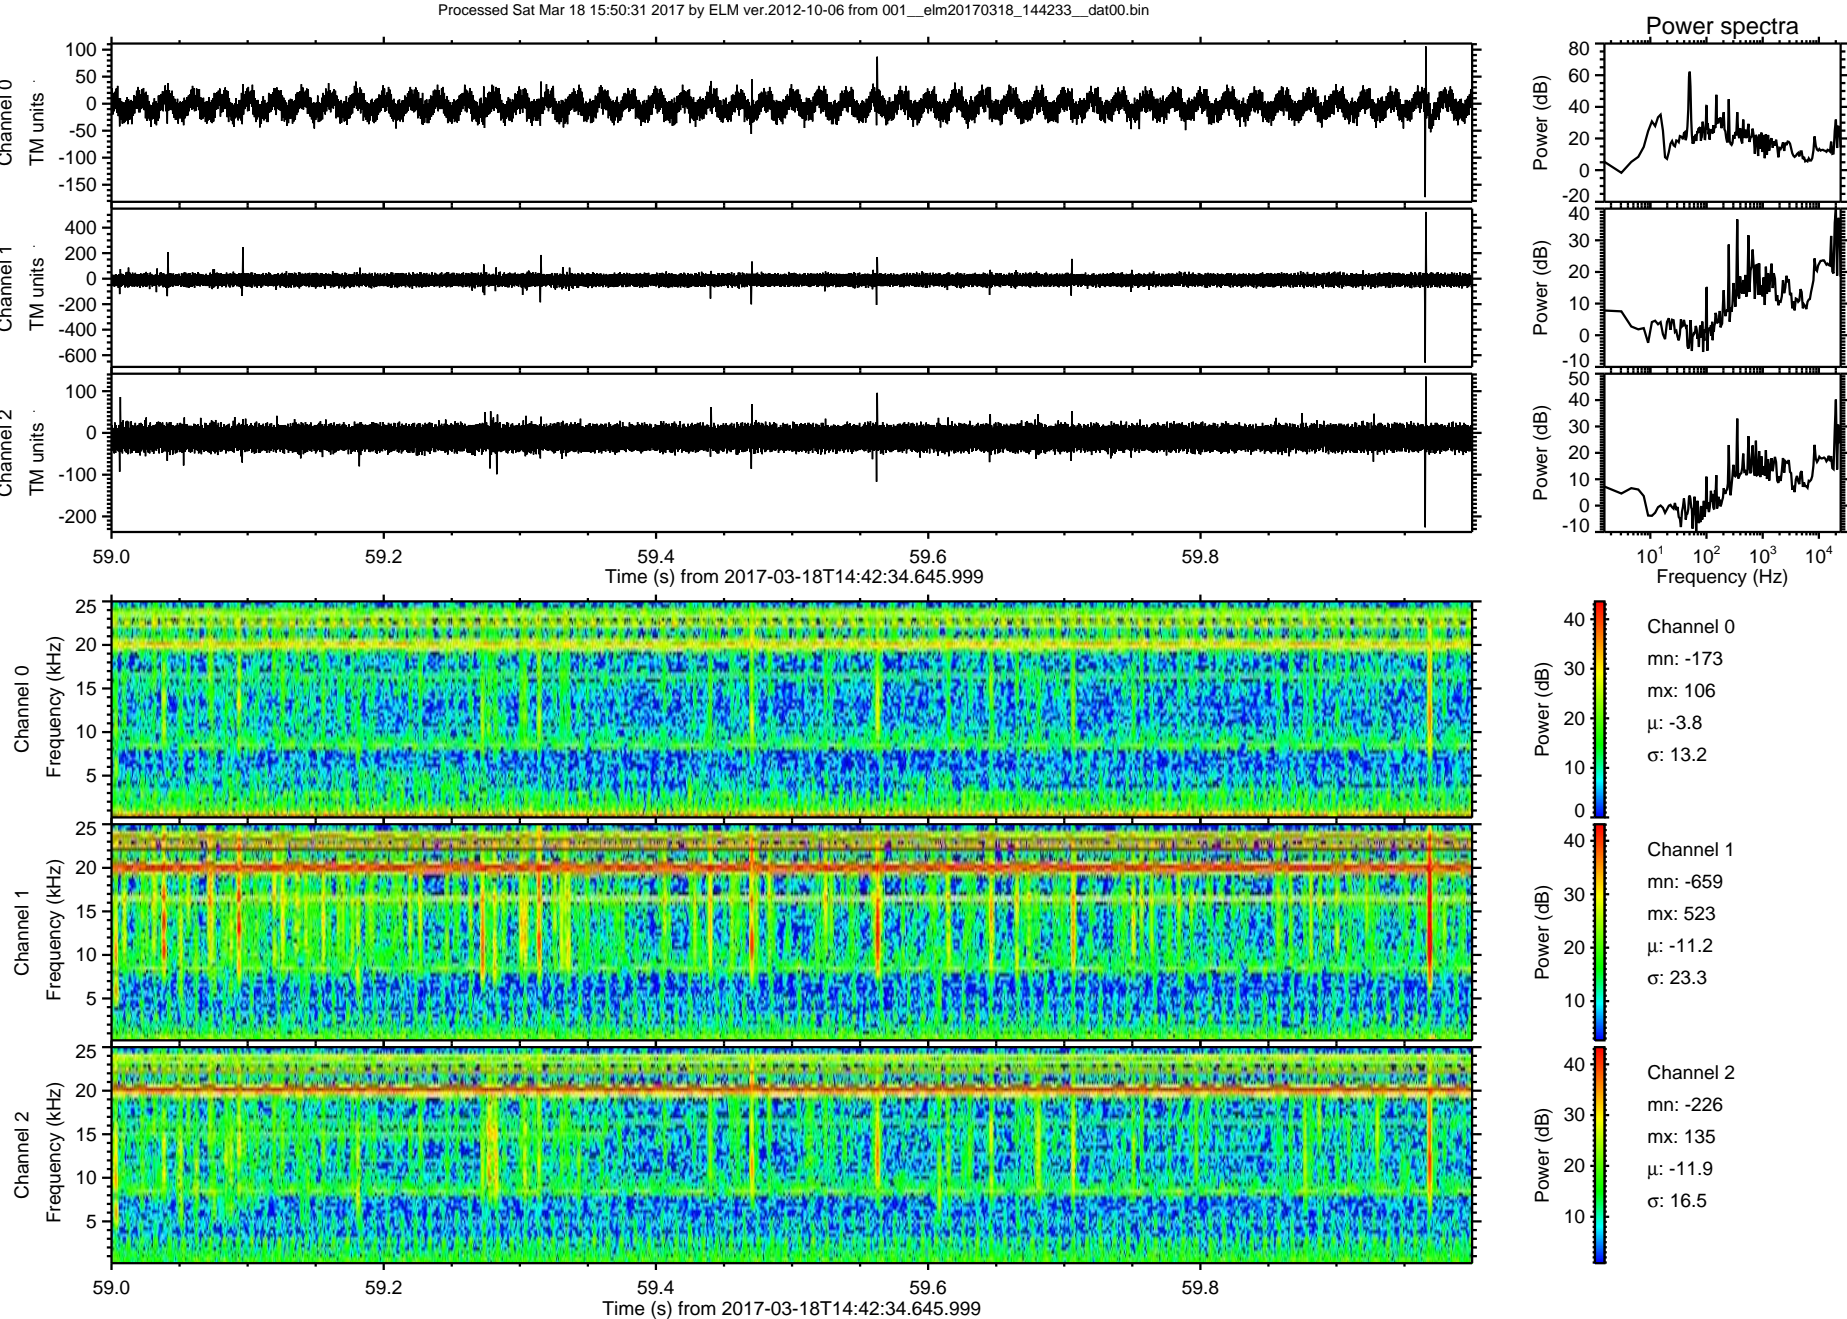 Processed Sat Mar 18 15:50:31 2017 by ELM ver.2012-10-06 from 001__elm20170318_144233__dat00.bin
Power spectra
Channel 0
TM units
100
50
0
-50
-100
-150
Power (dB)
80
60
40
20
0
-20
Channel 1
TM units
400
200
0
-200
-400
-600
Power (dB)
40
30
20
10
0
-10
Channel 2
TM units
100
0
-100
-200
Power (dB)
50
40
30
20
10
0
-10
59.0 59.2 59.4 59.6 59.8
Time (s) from 2017-03-18T14:42:34.645.999
10^1 10^2 10^3 10^4
Frequency (Hz)
Channel 0
Frequency (kHz)
25
20
15
10
5
Power (dB)
40
30
20
10
0
Channel 0
mn: -173
mx: 106
μ: -3.8
σ: 13.2
Channel 1
Frequency (kHz)
25
20
15
10
5
Power (dB)
40
30
20
10
Channel 1
mn: -659
mx: 523
μ: -11.2
σ: 23.3
Channel 2
Frequency (kHz)
25
20
15
10
5
Power (dB)
40
30
20
10
Channel 2
mn: -226
mx: 135
μ: -11.9
σ: 16.5
59.0 59.2 59.4 59.6 59.8
Time (s) from 2017-03-18T14:42:34.645.999